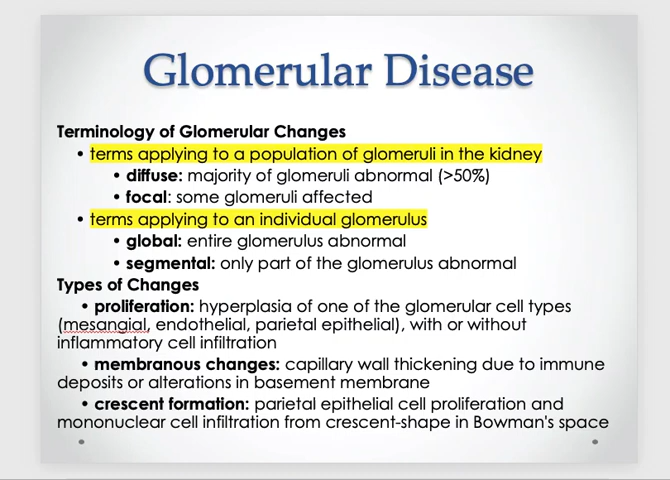 Glomerular Disease
Terminology of Glomerular Changes
• terms applying to a population of glomeruli in the kidney
• diffuse: majority of glomeruli abnormal (>50%)
• focal: some glomeruli affected
• terms applying to an individual glomerulus
• global: entire glomerulus abnormal
• segmental: only part of the glomerulus abnormal
Types of Changes
• proliferation: hyperplasia of one of the glomerular cell types
(mesangial, endothelial, parietal epithelial), with or without
inflammatory cell infiltration
• membranous changes: capillary wall thickening due to immune
deposits or alterations in basement membrane
• crescent formation: parietal epithelial cell proliferation and
mononuclear cell infiltration from crescent-shape in Bowman's space